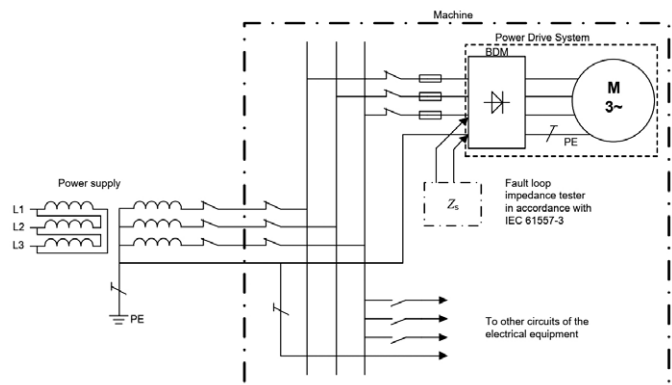 Machine
Power Drive System
BDM
M
3~
PE
Power supply
L1
L2
L3
Zs
Fault loop
impedance tester
in accordance with
IEC 61557-3
PE
To other circuits of the
electrical equipment